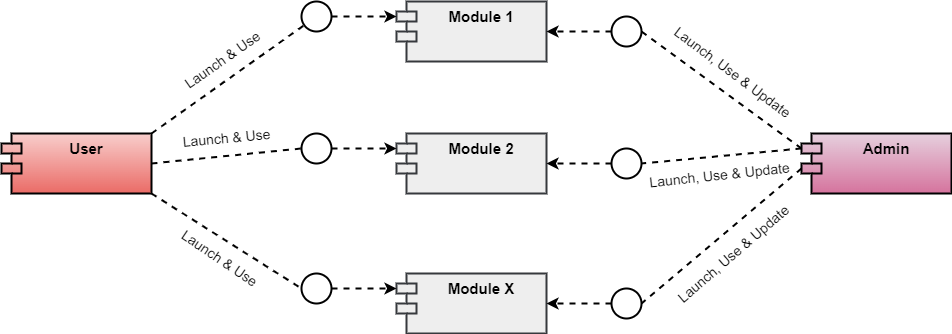 Module 1
Launch & Use
Launch, Use & Update
User
Launch & Use
Module 2
Launch, Use & Update
Admin
Launch & Use
Module X
Launch, Use & Update